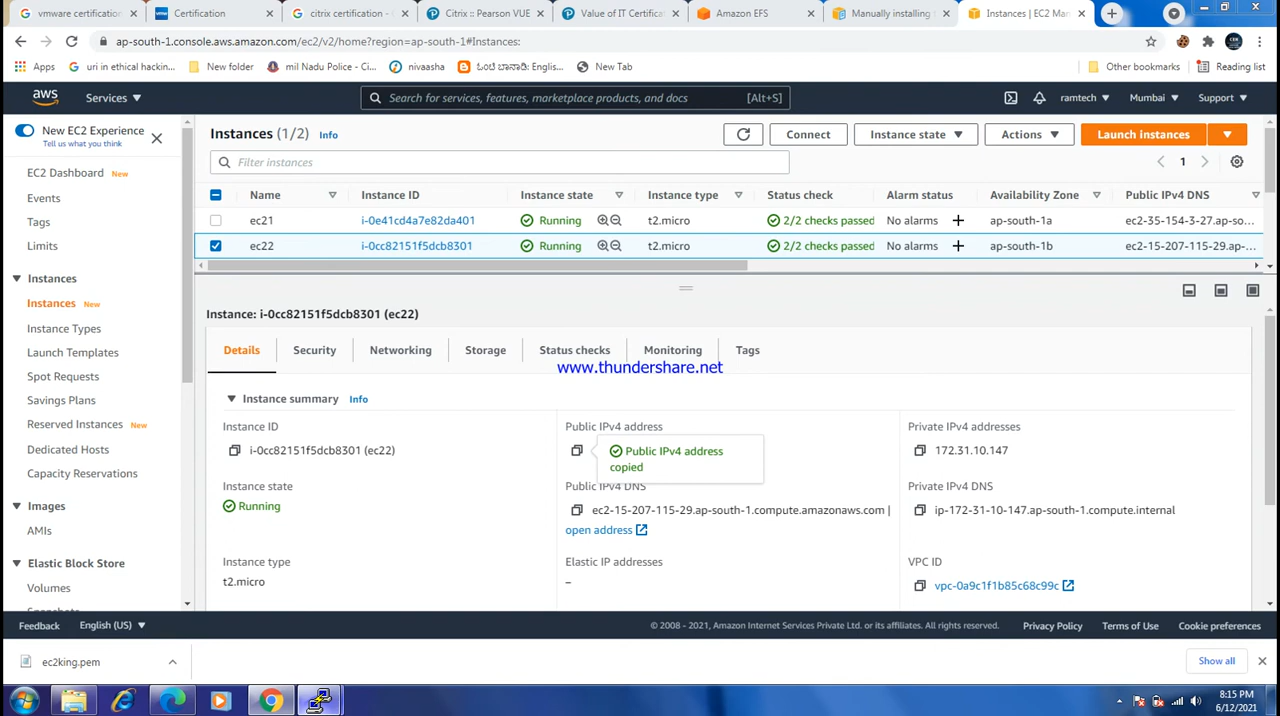 vmware certification
Certification
citrix certification -
Citrix :: Pearson VUE
Value of IT Certificat
Amazon EFS
Manually installing t
Instances | EC2 Man
ap-south-1.console.aws.amazon.com/ec2/v2/home?region=ap-south-1#Instances:
Apps
uri in ethical hackin...
New folder
mil Nadu Police - Ci...
nivaasha
ಓಂಟಿ ಬಾನಾಡಿ: Englis...
New Tab
Other bookmarks
Reading list
aws
Services
Search for services, features, marketplace products, and docs
[Alt+S]
ramtech
Mumbai
Support
New EC2 Experience
Tell us what you think
EC2 Dashboard New
Events
Tags
Limits
Instances
Instances New
Instance Types
Launch Templates
Spot Requests
Savings Plans
Reserved Instances New
Dedicated Hosts
Capacity Reservations
Images
AMIs
Elastic Block Store
Volumes
Snapshots
Instances (1/2) Info
Connect
Instance state
Actions
Launch instances
Filter instances
1
Name
Instance ID
Instance state
Instance type
Status check
Alarm status
Availability Zone
Public IPv4 DNS
ec21 i-0e41cd4a7e82da401 Running t2.micro 2/2 checks passed No alarms + ap-south-1a ec2-35-154-3-27.ap-so...
ec22 i-0cc82151f5dcb8301 Running t2.micro 2/2 checks passed No alarms + ap-south-1b ec2-15-207-115-29.ap-...
Instance: i-0cc82151f5dcb8301 (ec22)
Details
Security
Networking
Storage
Status checks
Monitoring
Tags
www.thundershare.net
Instance summary Info
Instance ID
i-0cc82151f5dcb8301 (ec22)
Public IPv4 address
Public IPv4 address
copied
Private IPv4 addresses
172.31.10.147
Instance state
Running
Public IPv4 DNS
ec2-15-207-115-29.ap-south-1.compute.amazonaws.com |
open address
Private IPv4 DNS
ip-172-31-10-147.ap-south-1.compute.internal
Instance type
t2.micro
Elastic IP addresses
–
VPC ID
vpc-0a9c1f1b85c68c99c
Feedback
English (US)
© 2008 - 2021, Amazon Internet Services Private Ltd. or its affiliates. All rights reserved.
Privacy Policy
Terms of Use
Cookie preferences
ec2king.pem
Show all
8:15 PM
6/12/2021